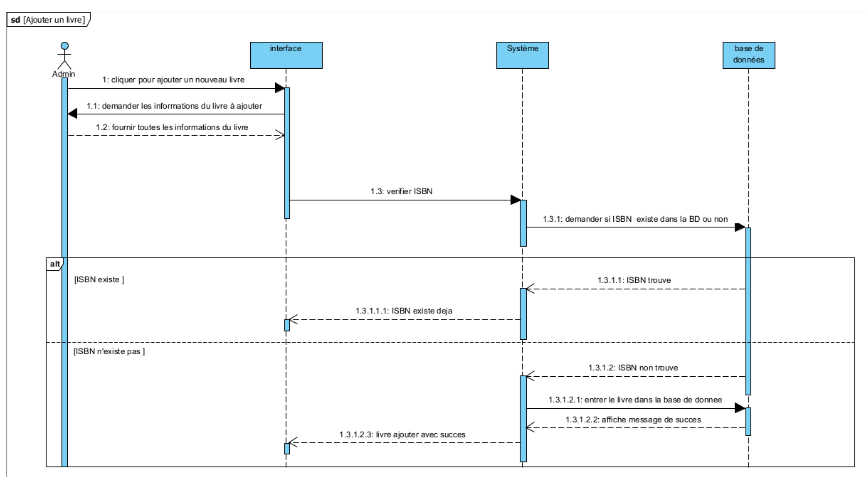 sd [Ajouter un livre]
Admin
interface
Système
base de
données
1: cliquer pour ajouter un nouveau livre
1.1: demander les informations du livre à ajouter
1.2: fournir toutes les informations du livre
1.3: verifier ISBN
1.3.1: demander si ISBN existe dans la BD ou non
alt
[ISBN existe ]
1.3.1.1: ISBN trouve
1.3.1.1.1: ISBN existe deja
[ISBN n'existe pas ]
1.3.1.2: ISBN non trouve
1.3.1.2.1: entrer le livre dans la base de donnee
1.3.1.2.2: affiche message de succes
1.3.1.2.3: livre ajouter avec succes